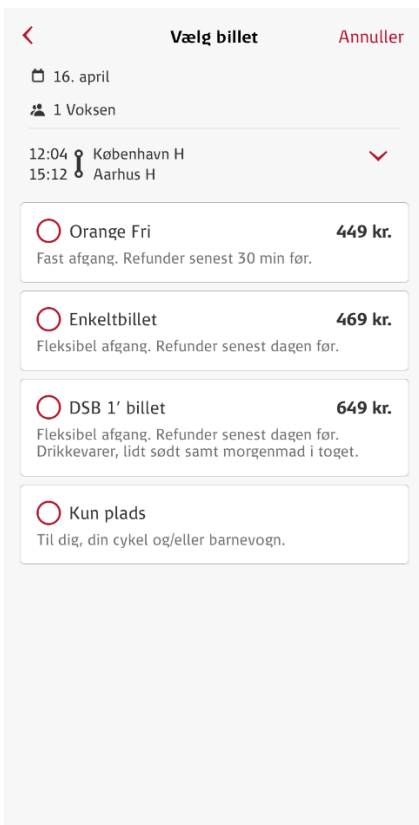 Vælg billet
Annuller
16. april
1 Voksen
12:04 København H
15:12 Aarhus H
Orange Fri 449 kr.
Fast afgang. Refunder senest 30 min før.
Enkeltbillet 469 kr.
Fleksibel afgang. Refunder senest dagen før.
DSB 1' billet 649 kr.
Fleksibel afgang. Refunder senest dagen før.
Drikkevarer, lidt sødt samt morgenmad i toget.
Kun plads
Til dig, din cykel og/eller barnevogn.